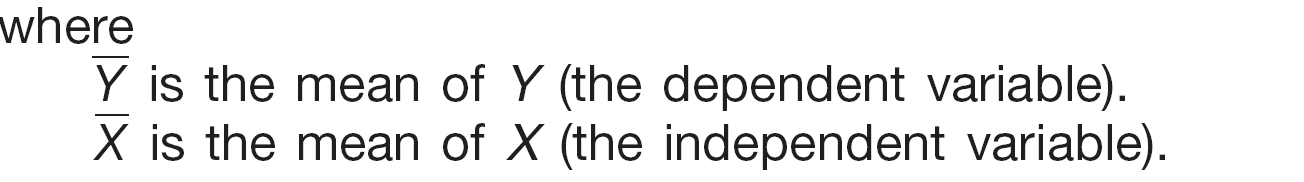 where
Y̅ is the mean of Y (the dependent variable).
X̅ is the mean of X (the independent variable).